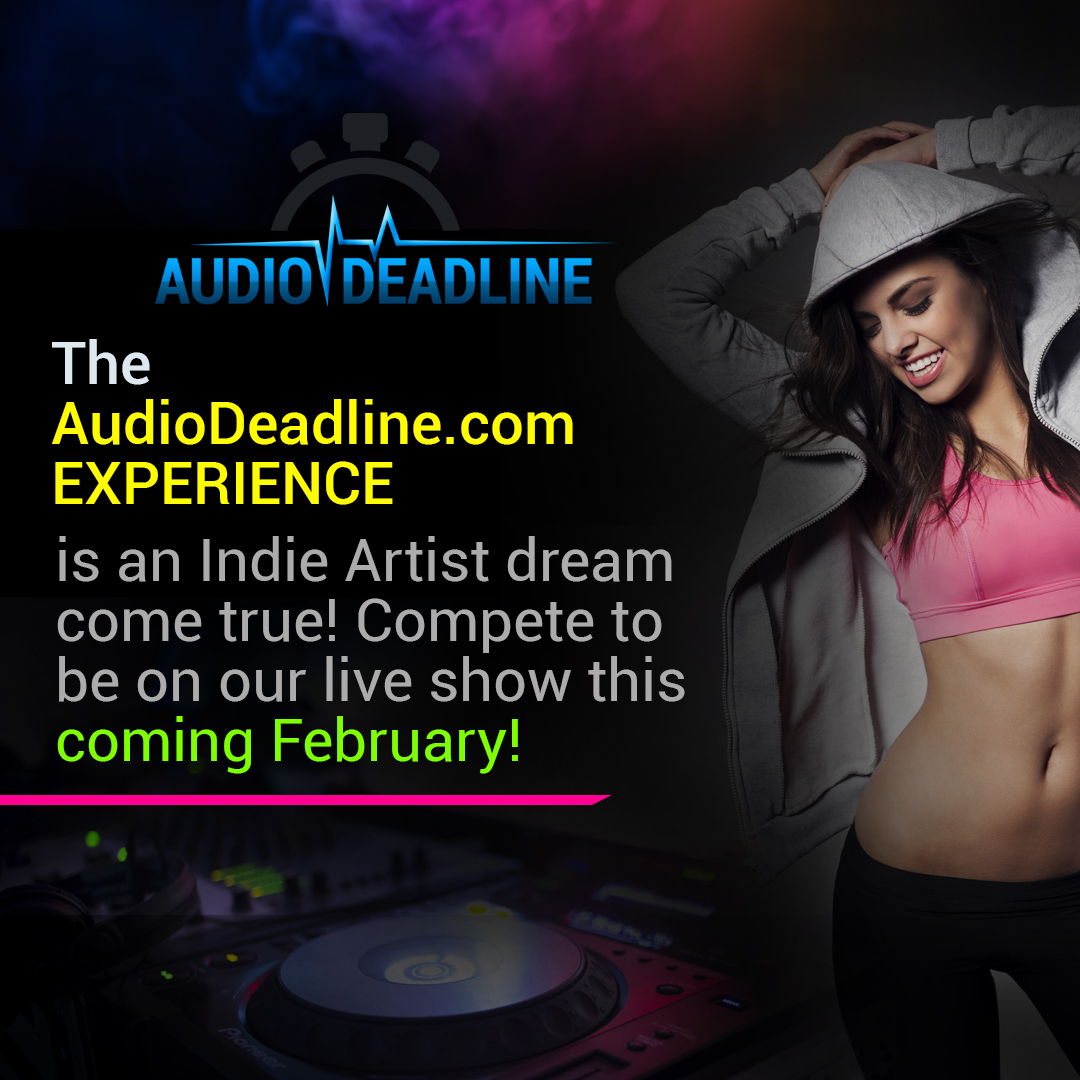 AUDIO DEADLINE
The
AudioDeadline.com
EXPERIENCE
is an Indie Artist dream
come true! Compete to
be on our live show this
coming February!
Pioneer